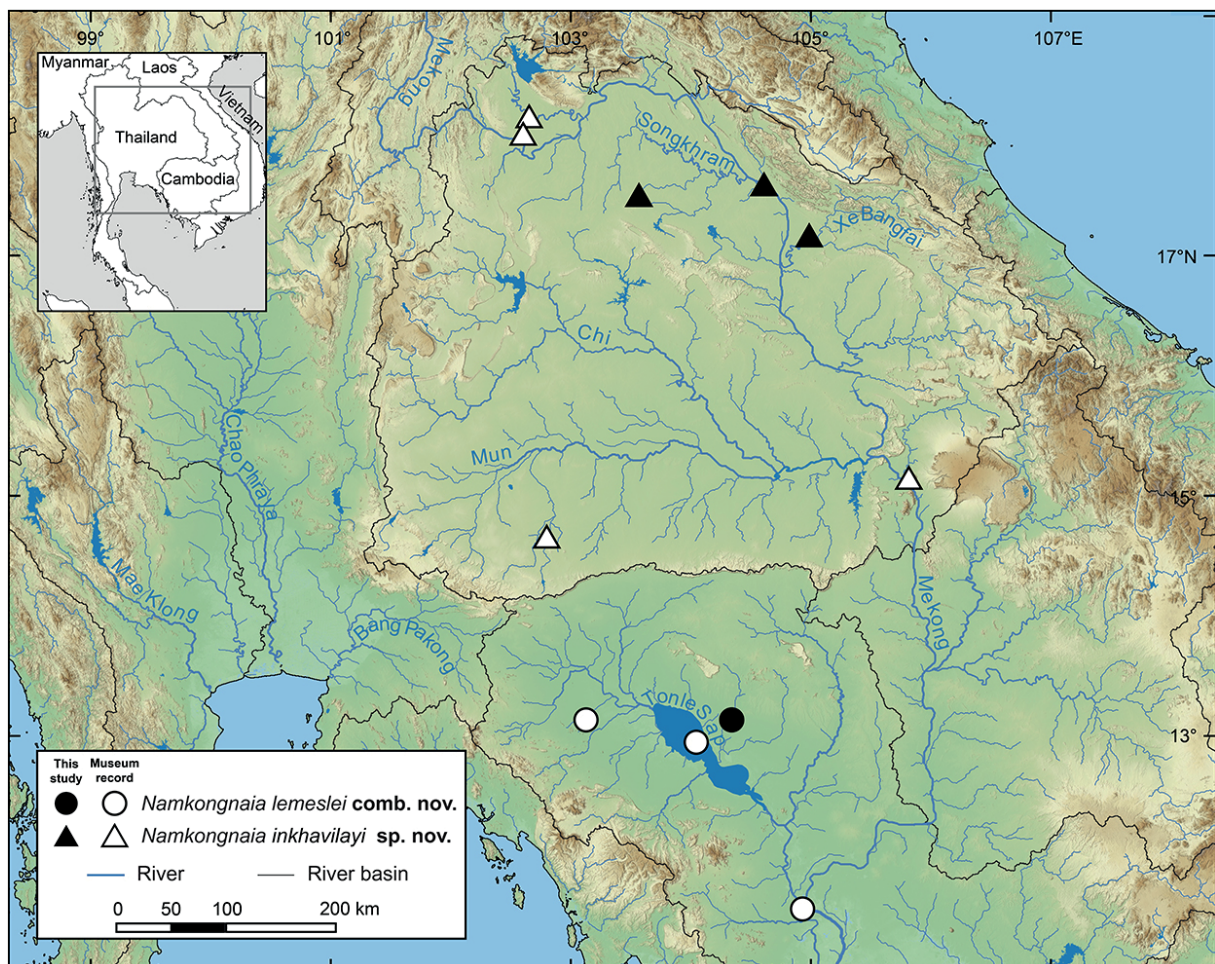 99°
101°
103°
105°
107°E
Myanmar
Laos
Vietnam
Thailand
Cambodia
Mekong
Songkhram
Xe Bangfai
17°N
Chi
Chao Phraya
Mun
15°
Mae Klong
Mekong
Bang Pakong
Tonle Sap
13°
This study
Museum record
Namkongnaia lemeslei comb. nov.
Namkongnaia inkhavilayi sp. nov.
River
River basin
0 50 100 200 km